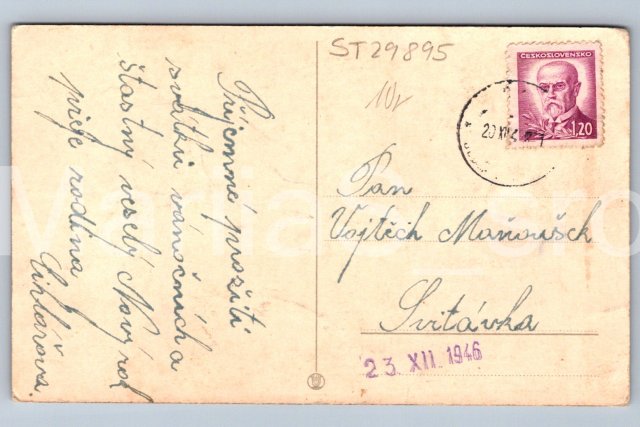 ST29895
10,-
ČESKOSLOVENSKO
1,20
Příjemné prožití
svátků vánočních a
šťastný veselý Nový rok
přeje rodina
Cihlářova.
Pan
Vojtěch Maňoušek
Svitávka
23. XII. 1946